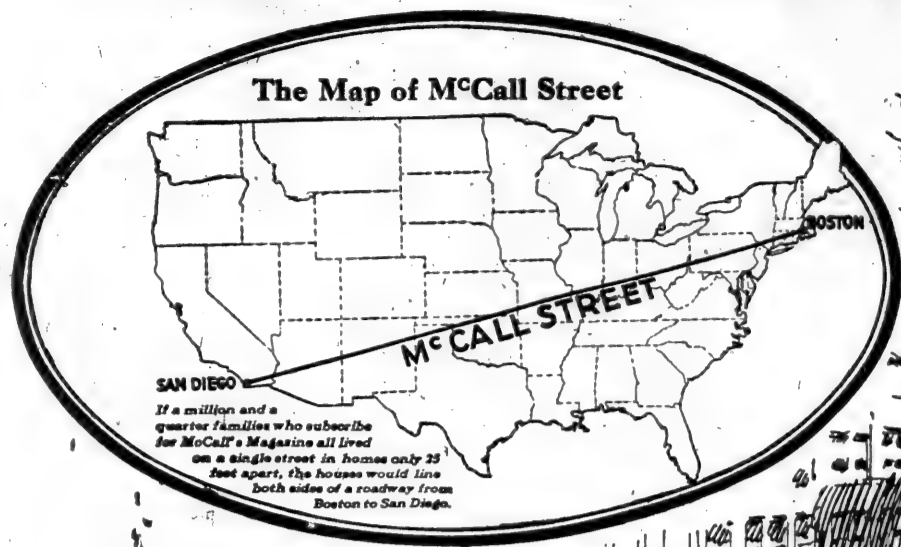 The Map of McCall Street
BOSTON
McCALL STREET
SAN DIEGO
If a million and a
quarter families who subscribe
for McCall's Magazine all lived
on a single street in homes only 25
feet apart, the houses would line
both sides of a roadway from
Boston to San Diego.